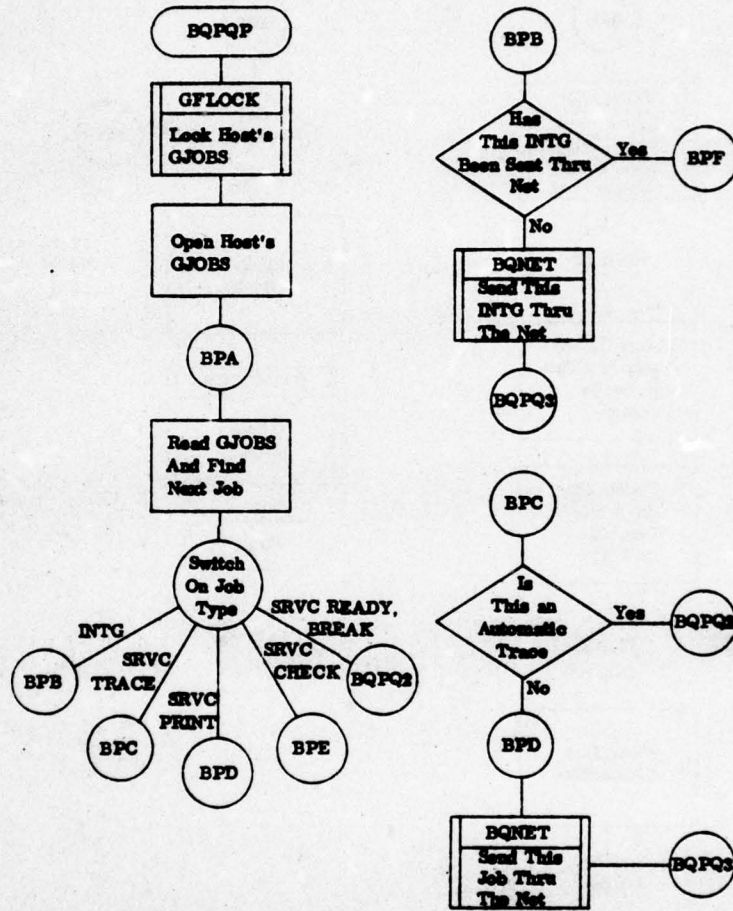 BQPQP
GFLOCK
Lock Host's
GJOBS
Open Host's
GJOBS
BPA
Read GJOBS
And Find
Next Job
Switch
On Job
Type
INTG
SRVC
TRACE
SRVC
PRINT
SRVC
CHECK
SRVC READY,
BREAK
BPB
BPC
BPD
BPE
BQPQ2
BPB
Has
This INTG
Been Sent Thru
Net
Yes
BPF
No
BQNET
Send This
INTG Thru
The Net
BQPQ3
BPC
Is
This an
Automatic
Trace
Yes
BQPQ2
No
BPD
BQNET
Send This
Job Thru
The Net
BQPQ3